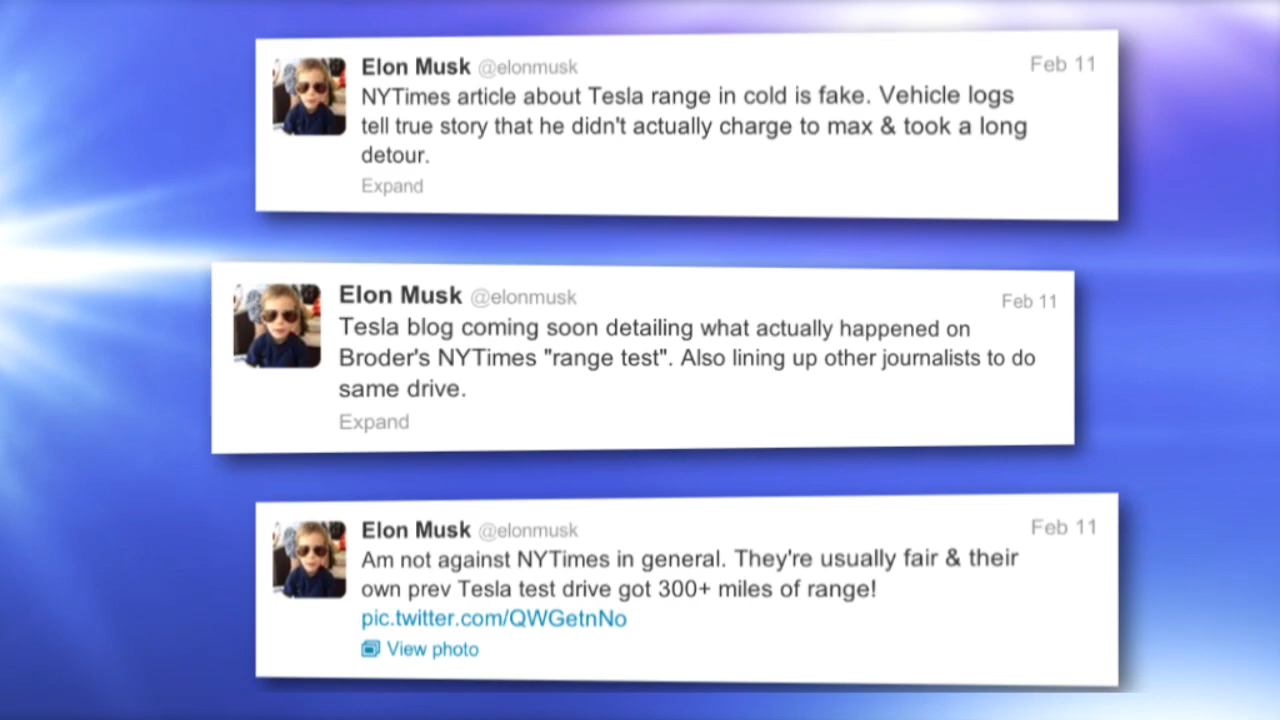 Elon Musk @elonmusk Feb 11
NYTimes article about Tesla range in cold is fake. Vehicle logs
tell true story that he didn't actually charge to max & took a long
detour.
Expand
Elon Musk @elonmusk Feb 11
Tesla blog coming soon detailing what actually happened on
Broder's NYTimes "range test". Also lining up other journalists to do
same drive.
Expand
Elon Musk @elonmusk Feb 11
Am not against NYTimes in general. They're usually fair & their
own prev Tesla test drive got 300+ miles of range!
pic.twitter.com/QWGetnNo
View photo